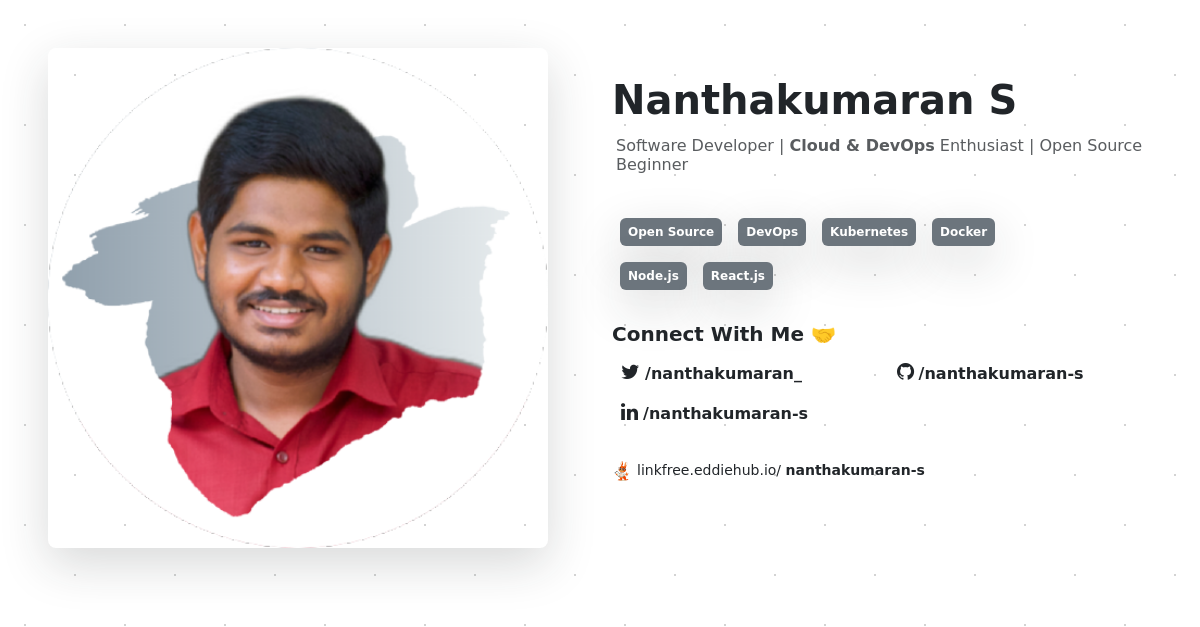 Nanthakumaran S
Software Developer | Cloud & DevOps Enthusiast | Open Source
Beginner
Open Source DevOps Kubernetes Docker
Node.js React.js
Connect With Me 🤝
/nanthakumaran_ /nanthakumaran-s
/nanthakumaran-s
linkfree.eddiehub.io/ nanthakumaran-s